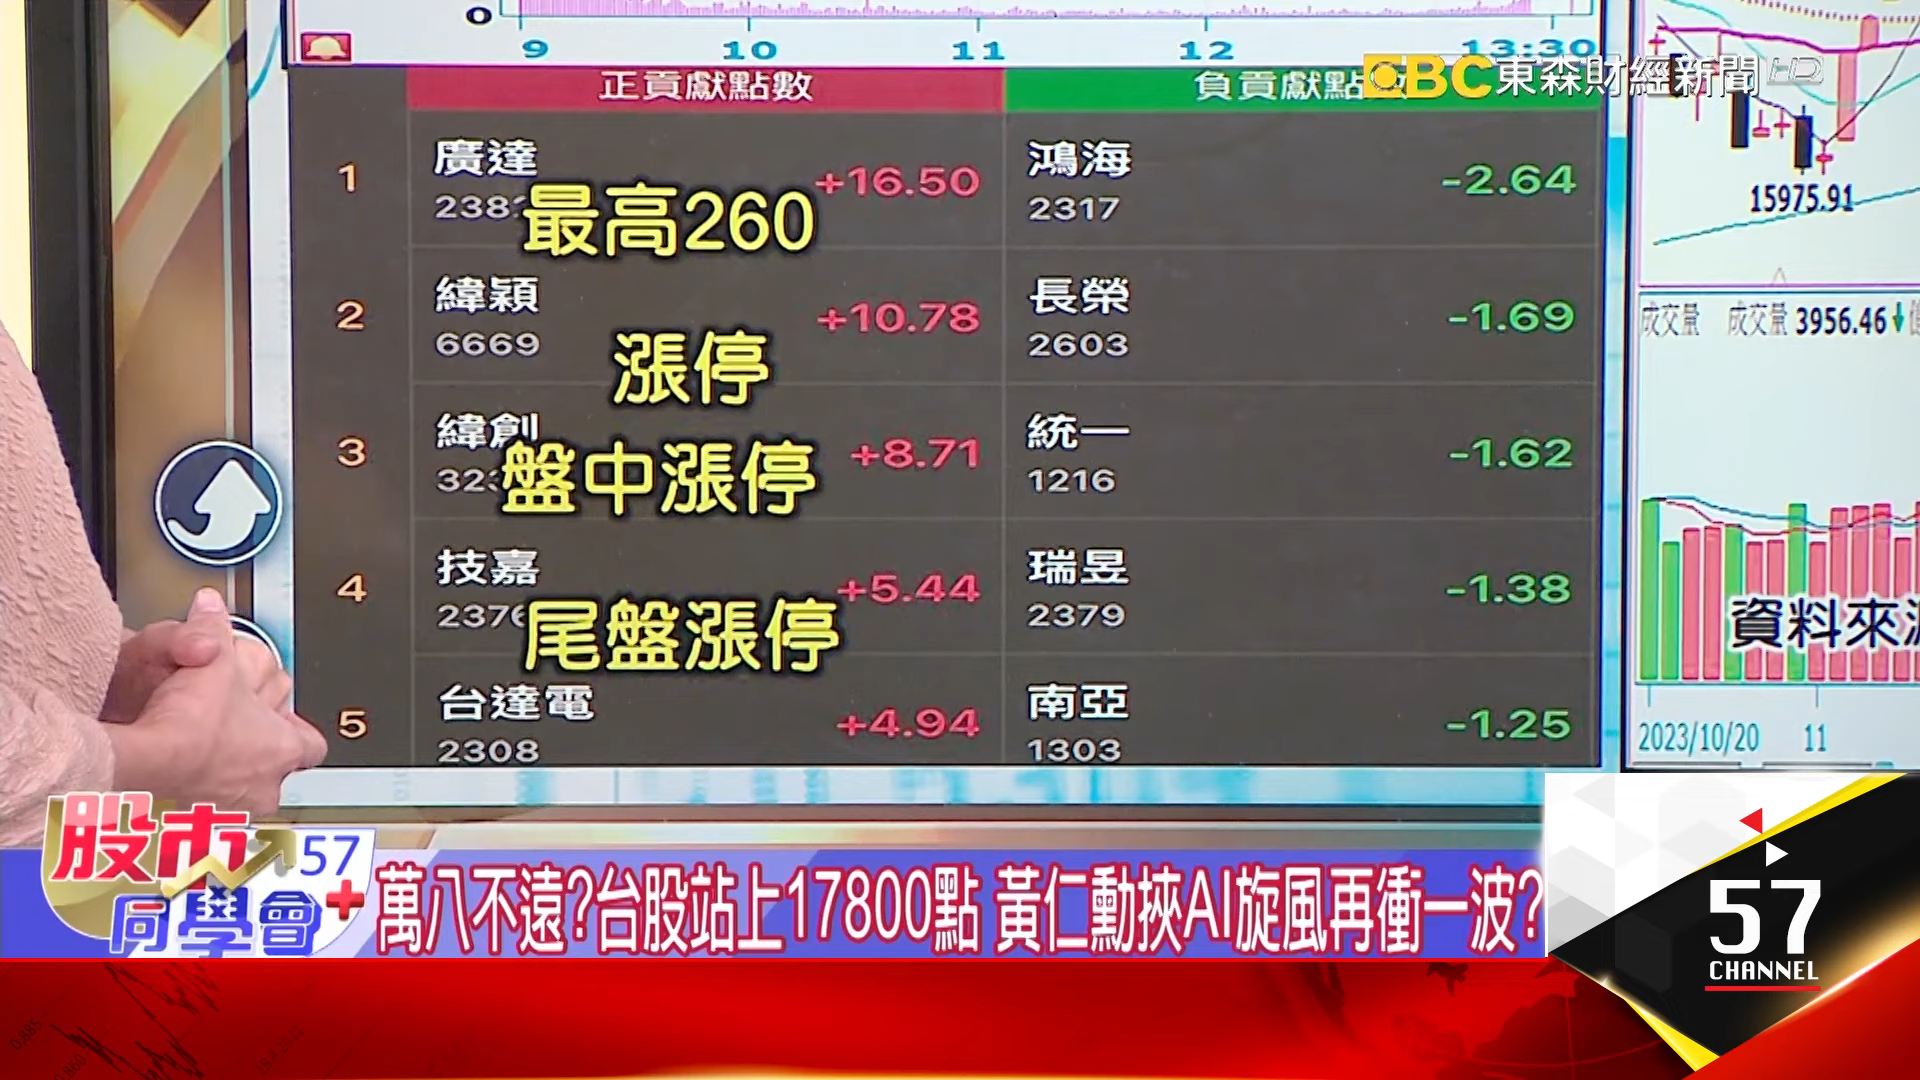 0
9 10 11 12 13:30
EBC東森財經新聞HD
正貢獻點數 負貢獻點
1 廣達 +16.50 鴻海 -2.64
238 2317
最高260
15975.91
2 緯穎 +10.78 長榮 -1.69
6669 2603
漲停
成交量 成交量 3956.46↓
3 緯創 +8.71 統一 -1.62
323 1216
盤中漲停
4 技嘉 +5.44 瑞昱 -1.38
2376 2379
尾盤漲停
資料來源
5 台達電 +4.94 南亞 -1.25
2308 1303
2023/10/20 11
股市 57
同學會+
萬八不遠?台股站上17800點 黃仁勳挾AI旋風再衝一波?
57
CHANNEL